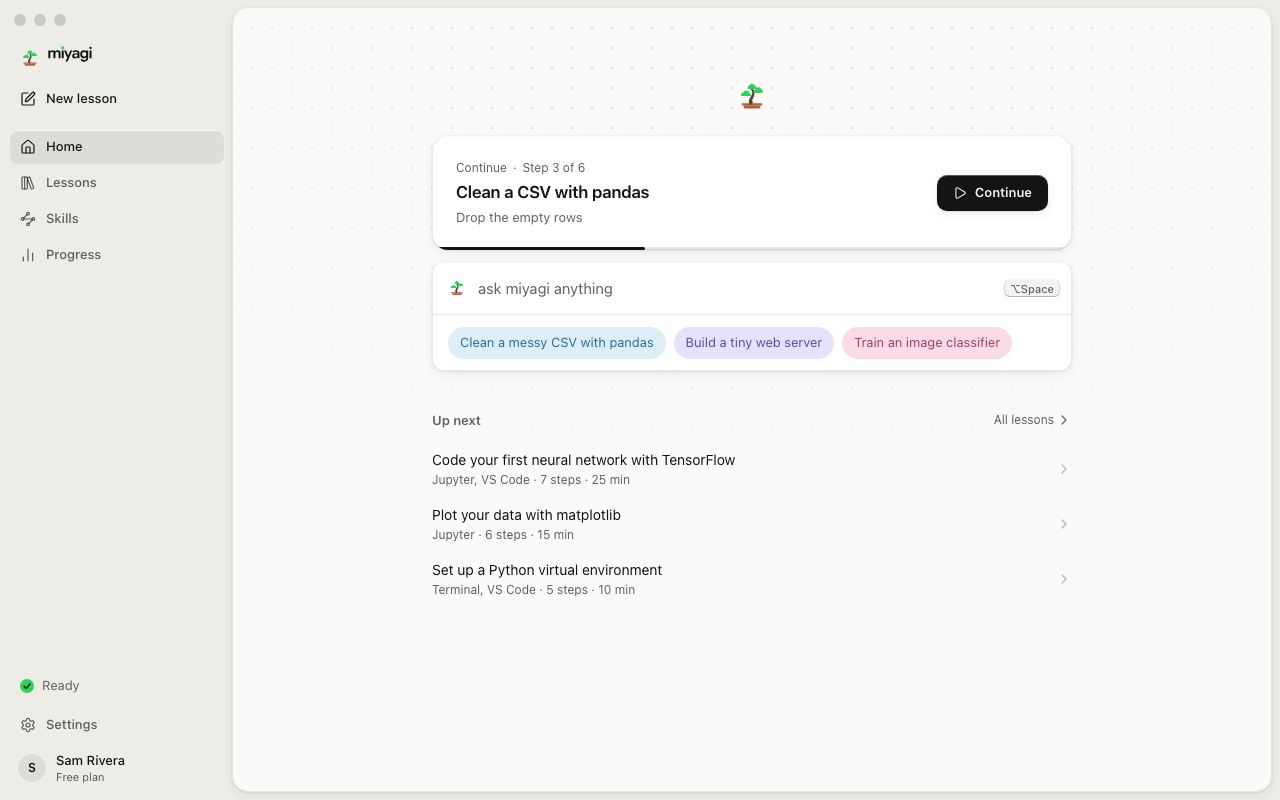 miyagi
New lesson
Home
Lessons
Skills
Progress
Ready
Settings
S
Sam Rivera
Free plan
Continue · Step 3 of 6
Clean a CSV with pandas
Drop the empty rows
Continue
ask miyagi anything
⌥Space
Clean a messy CSV with pandas
Build a tiny web server
Train an image classifier
Up next
All lessons
Code your first neural network with TensorFlow
Jupyter, VS Code · 7 steps · 25 min
Plot your data with matplotlib
Jupyter · 6 steps · 15 min
Set up a Python virtual environment
Terminal, VS Code · 5 steps · 10 min